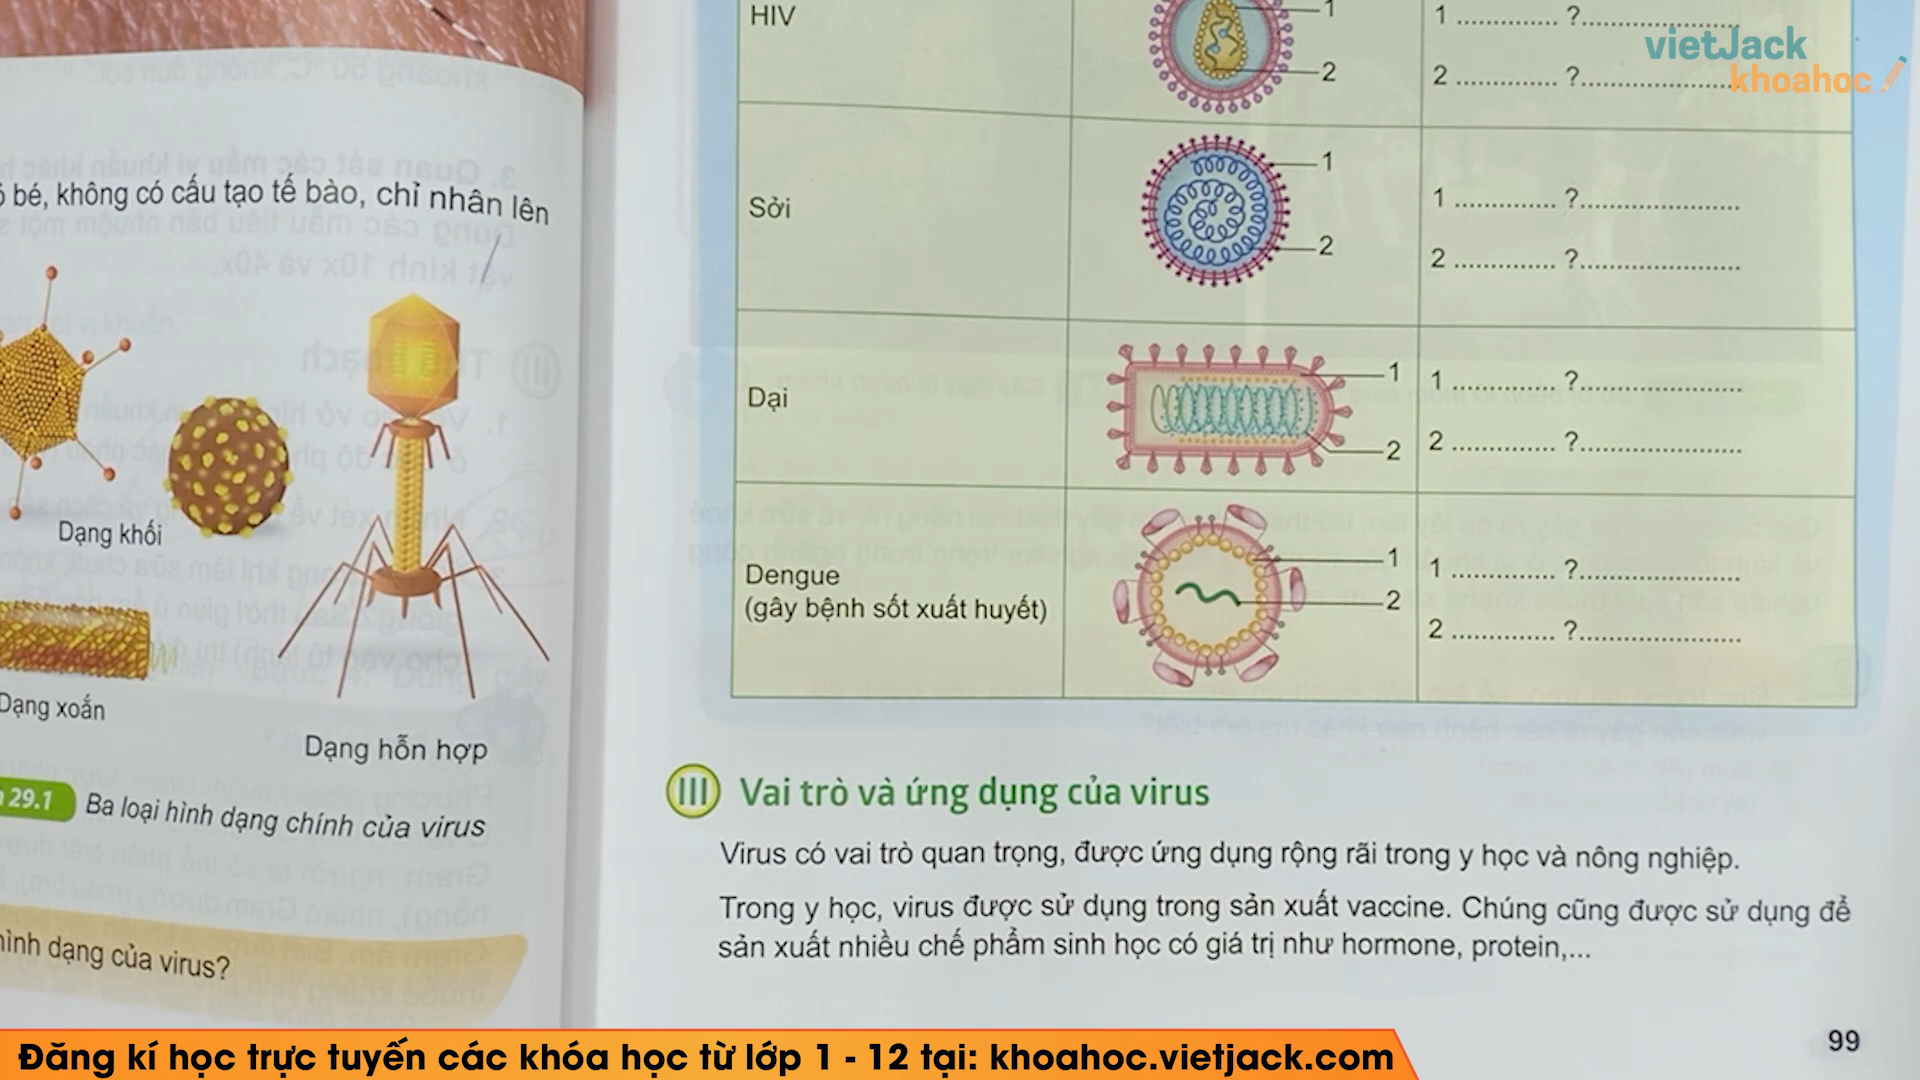 ỏ bé, không có cấu tạo tế bào, chỉ nhân lên
Dạng khối
Dạng xoắn
Dạng hỗn hợp
29.1 Ba loại hình dạng chính của virus
hình dạng của virus?
HIV
1
2
1 ............. ?....................
2 ............. ?....................
Sởi
1
2
1 ............. ?....................
2 ............. ?....................
Dại
1
2
1 ............. ?....................
2 ............. ?....................
Dengue
(gây bệnh sốt xuất huyết)
1
2
1 ............. ?....................
2 ............. ?....................
III Vai trò và ứng dụng của virus
Virus có vai trò quan trọng, được ứng dụng rộng rãi trong y học và nông nghiệp.
Trong y học, virus được sử dụng trong sản xuất vaccine. Chúng cũng được sử dụng để
sản xuất nhiều chế phẩm sinh học có giá trị như hormone, protein,...
99
vietJack
khoahoc
Đăng kí học trực tuyến các khóa học từ lớp 1 - 12 tại: khoahoc.vietjack.com